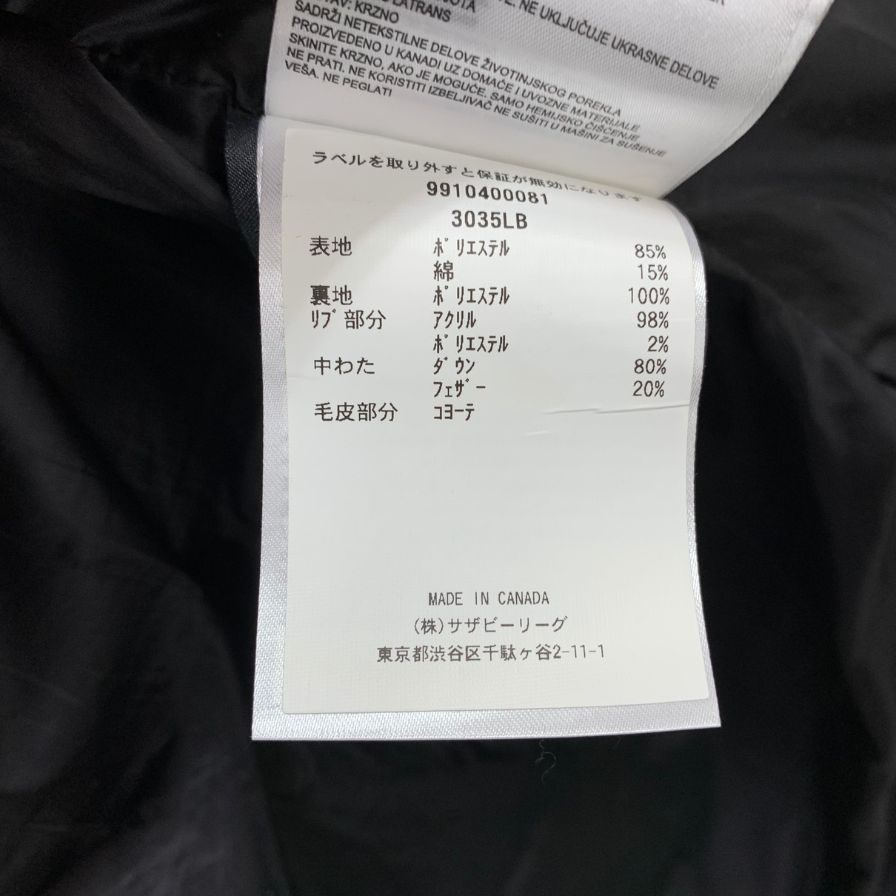 NE UKLJUČUJE UKRASNE DELOVE
KRZNO
LATRANS
SADRŽI NETEKSTILNE DELOVE ŽIVOTINJSKOG POREKLA
PROIZVEDENO U KANADI UZ DOMAĆE I UVOZNE MATERIJALE
SKINITE KRZNO, AKO JE MOGUĆE. SAMO HEMIJSKO ČIŠĆENJE
NE PRATI. NE KORISTITI IZBELJIVAČ NE SUŠITI U MAŠINI ZA SUŠENJE
VEŠA. NE PEGLATI
ラベルを取り外すと保証が無効になります
9910400081
3035LB
表地 ポリエステル 85%
綿 15%
裏地 ポリエステル 100%
リブ部分 アクリル 98%
ポリエステル 2%
中わた ダウン 80%
フェザー 20%
毛皮部分 コヨーテ
MADE IN CANADA
(株)サザビーリーグ
東京都渋谷区千駄ヶ谷2-11-1